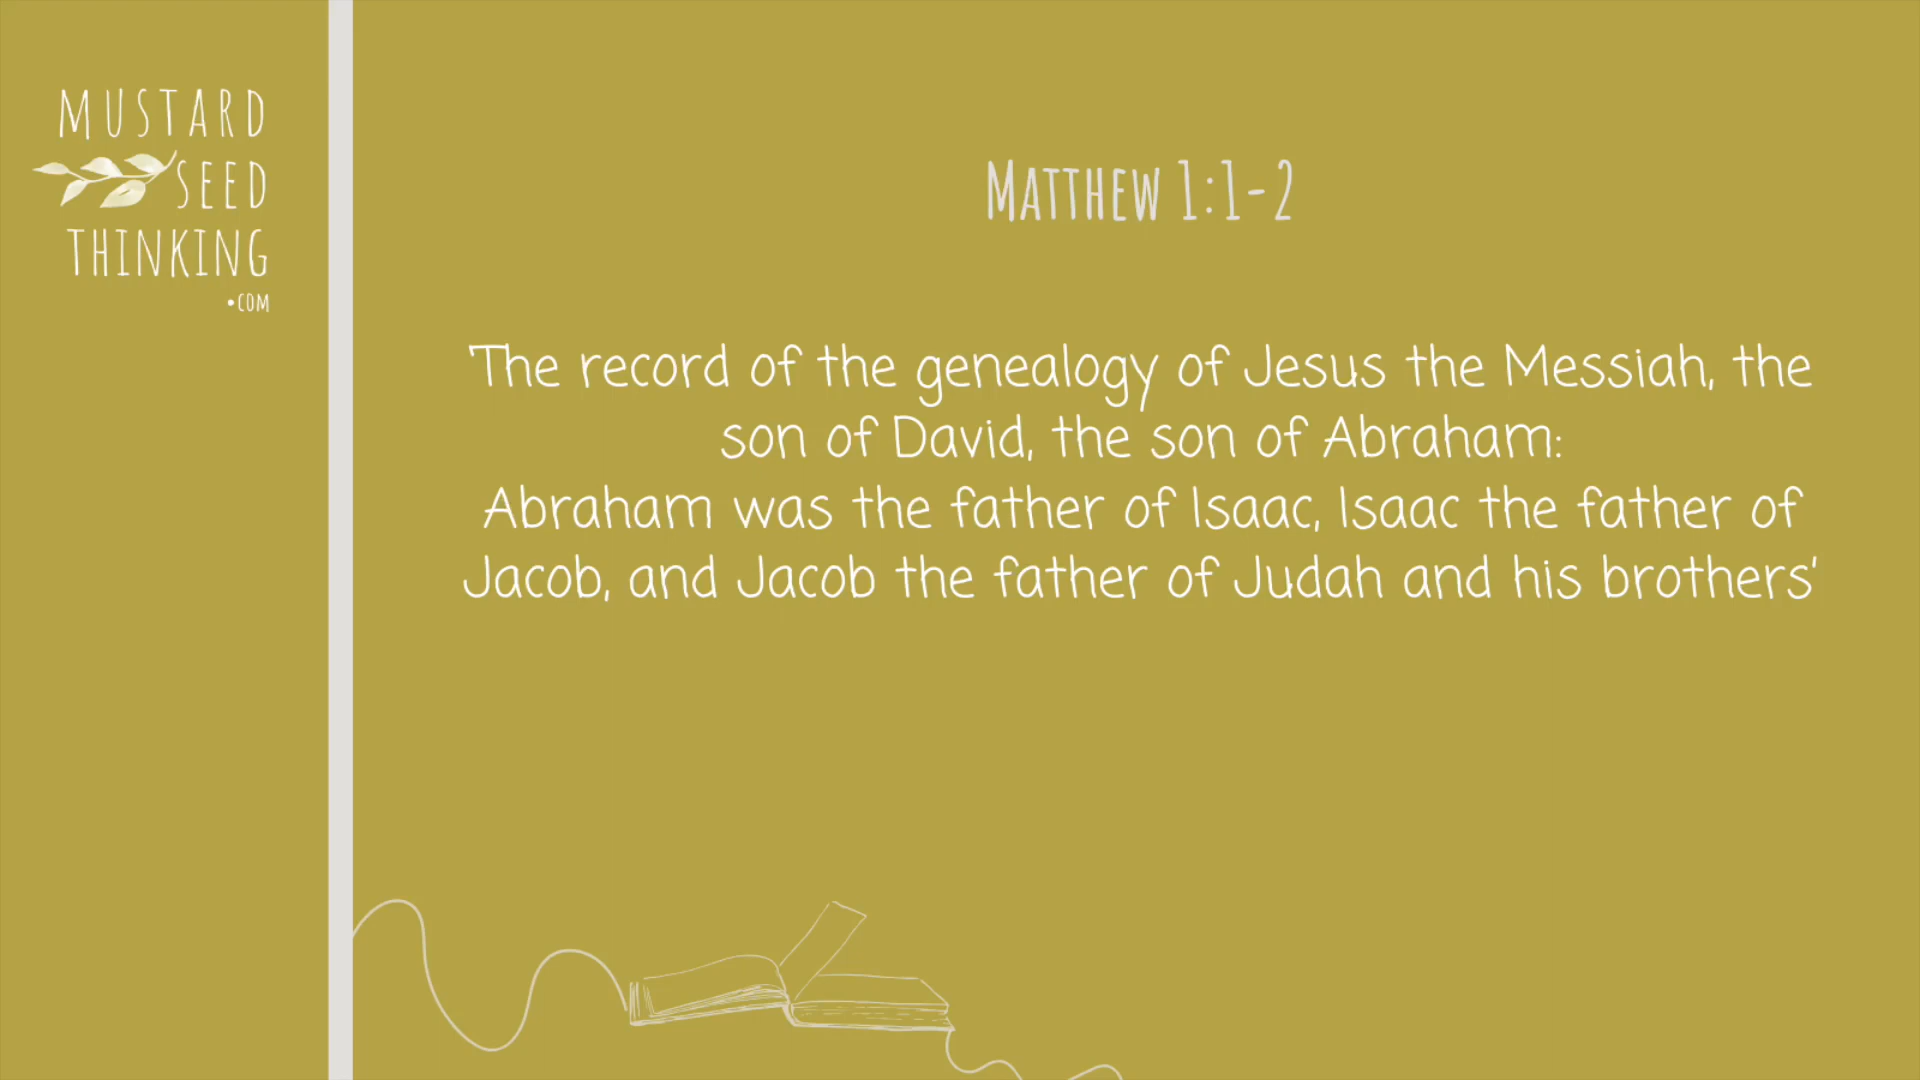 MUSTARD
SEED
THINKING
•COM
MATTHEW 1:1-2
'The record of the genealogy of Jesus the Messiah, the
son of David, the son of Abraham:
Abraham was the father of Isaac, Isaac the father of
Jacob, and Jacob the father of Judah and his brothers'